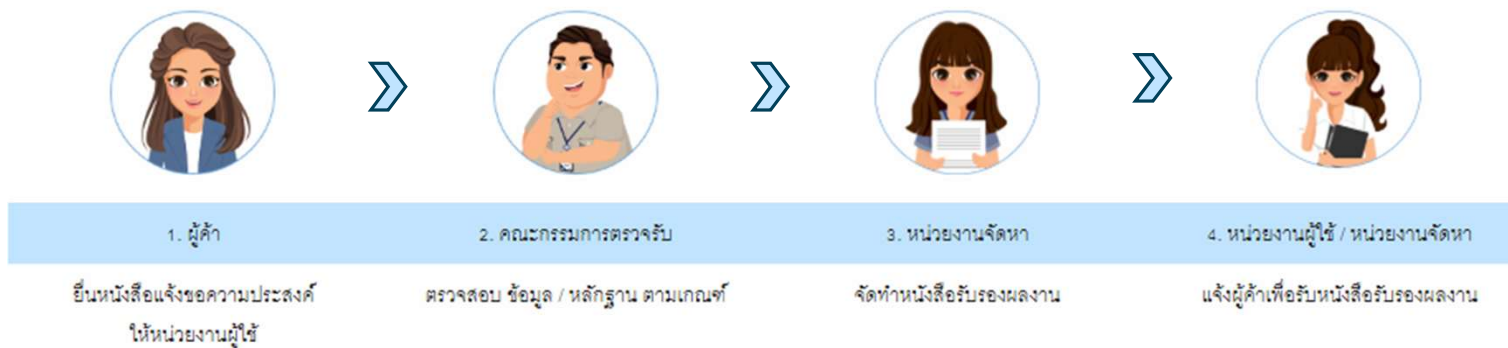 1. ผู้ค้า
2. คณะกรรมการตรวจรับ
3. หน่วยงานจัดหา
4. หน่วยงานผู้ใช้ / หน่วยงานจัดหา
ยื่นหนังสือแจ้งขอความประสงค์
ให้หน่วยงานผู้ใช้
ตรวจสอบ ข้อมูล / หลักฐาน ตามเกณฑ์
จัดทำหนังสือรับรองผลงาน
แจ้งผู้ค้าเพื่อรับหนังสือรับรองผลงาน